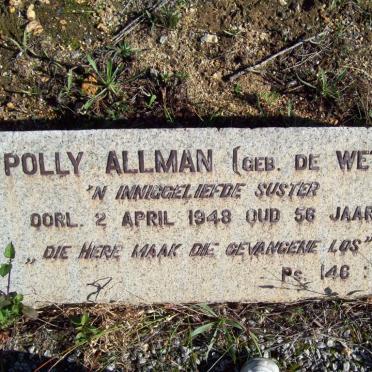 POLLY ALLMAN (GEB. DE WE
'N INNIGGELIEFDE SUSTER
OORL. 2 APRIL 1948 OUD 56 JAAR
„DIE HERE MAAK DIE GEVANGENE LOS"
PS. 146: